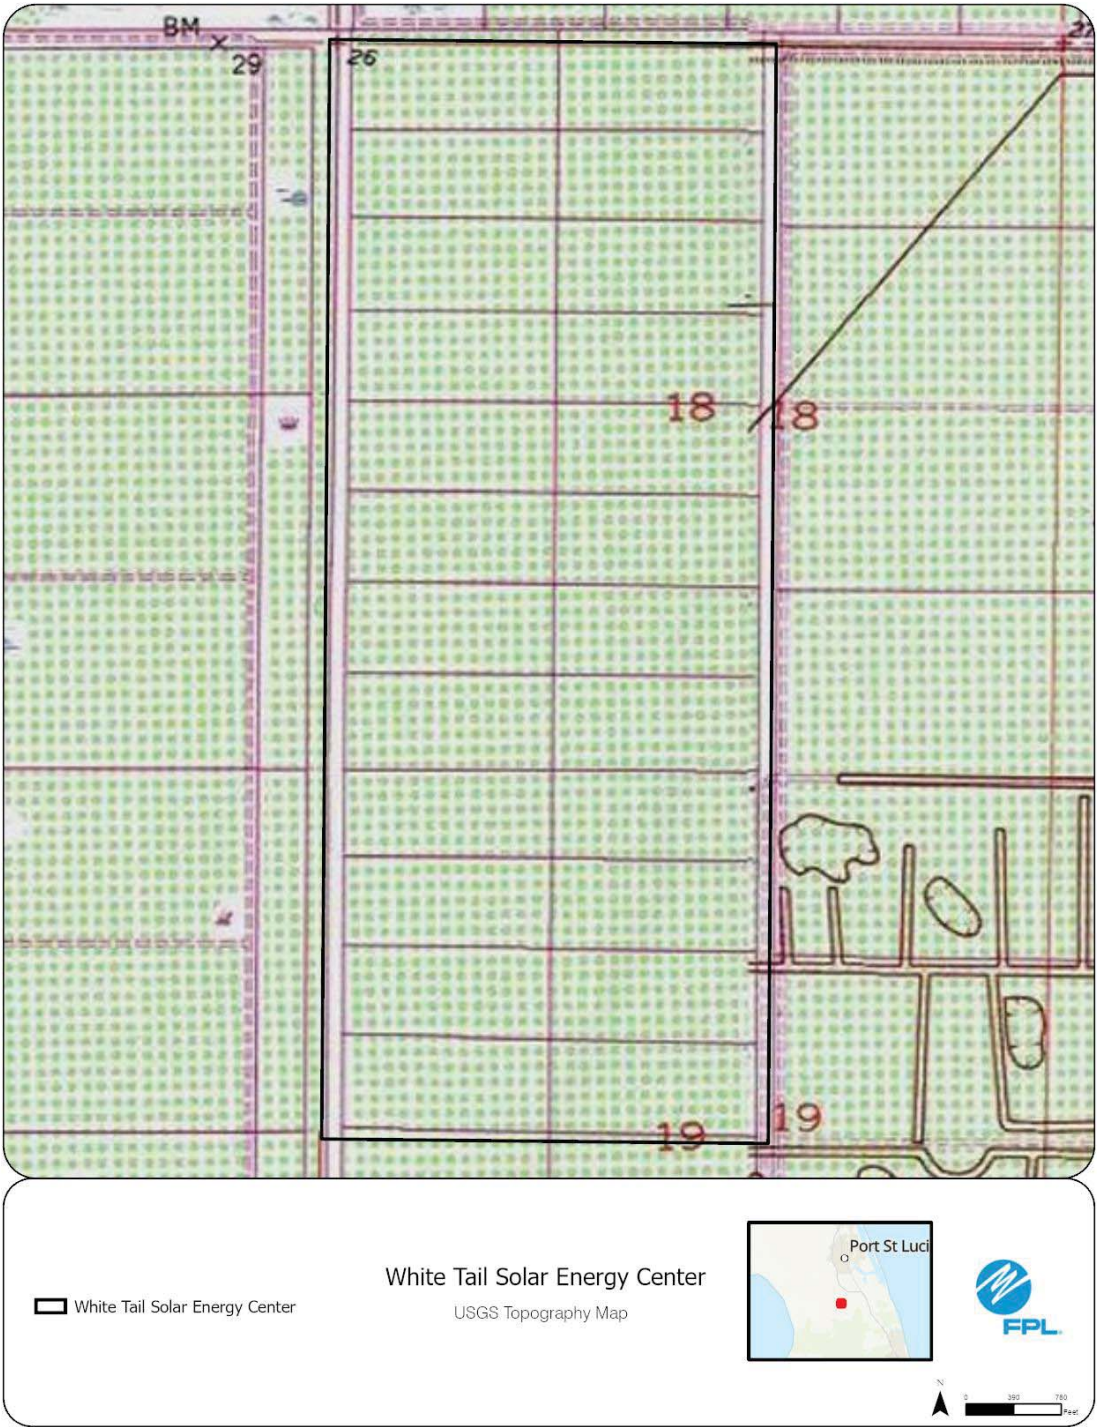 BM
29
26
27
18
18
19
19
White Tail Solar Energy Center
White Tail Solar Energy Center
USGS Topography Map
Port St Luci
FPL
N
0 390 780
Feet